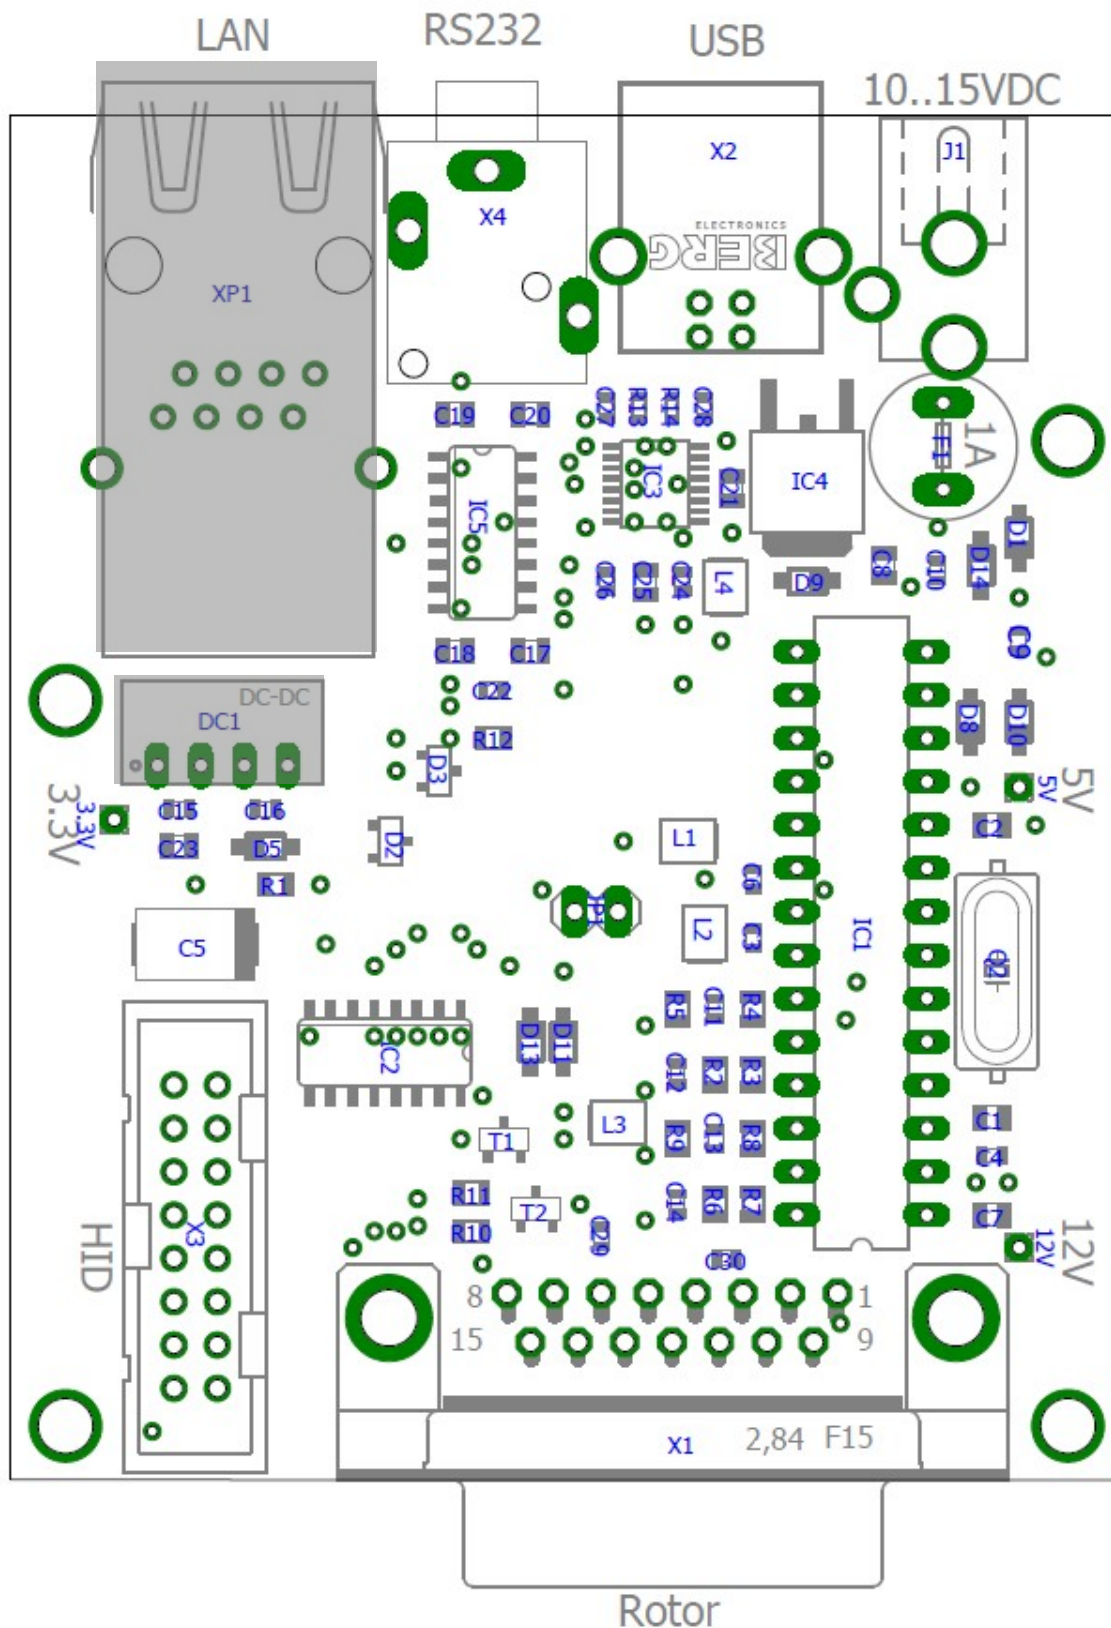 LAN
RS232
USB
10..15VDC
X2
J1
X4
ELECTRONICS
BERG
XP1
C19
C20
C27
R13
R14
C28
F1
1A
IC5
IC3
C21
IC4
D1
C26
C25
C24
L4
D9
C8
C10
D14
C18
C17
C9
C22
DC-DC
DC1
R12
D8
D10
D3
3.3V
3.3V
C15
C16
5V
5V
C23
D5
D2
L1
C2
R1
C6
JP1
C5
L2
C3
IC1
Q2
R5
C11
R4
IC2
D13
D11
C12
R2
R3
T1
L3
R9
C13
R8
C1
C4
R11
T2
C14
R6
R7
C7
X3
HID
R10
C29
C30
12V
12V
8
1
15
9
X1
2,84
F15
Rotor